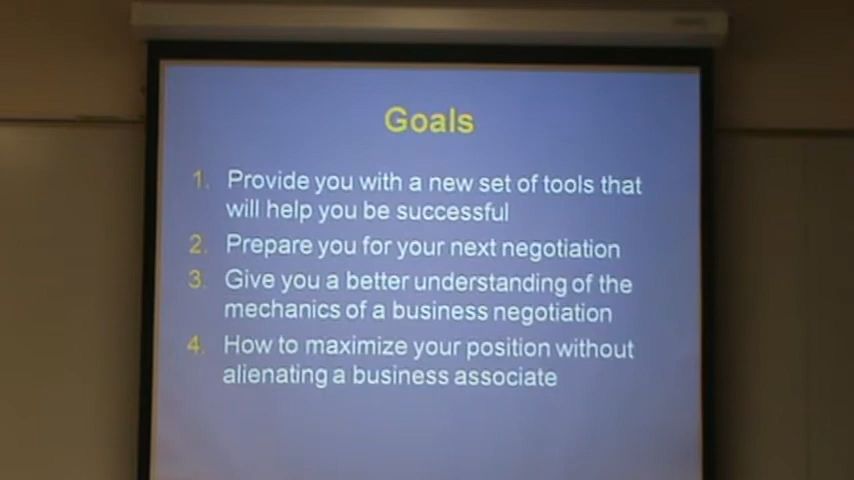 Goals
1. Provide you with a new set of tools that
will help you be successful
2. Prepare you for your next negotiation
3. Give you a better understanding of the
mechanics of a business negotiation
4. How to maximize your position without
alienating a business associate